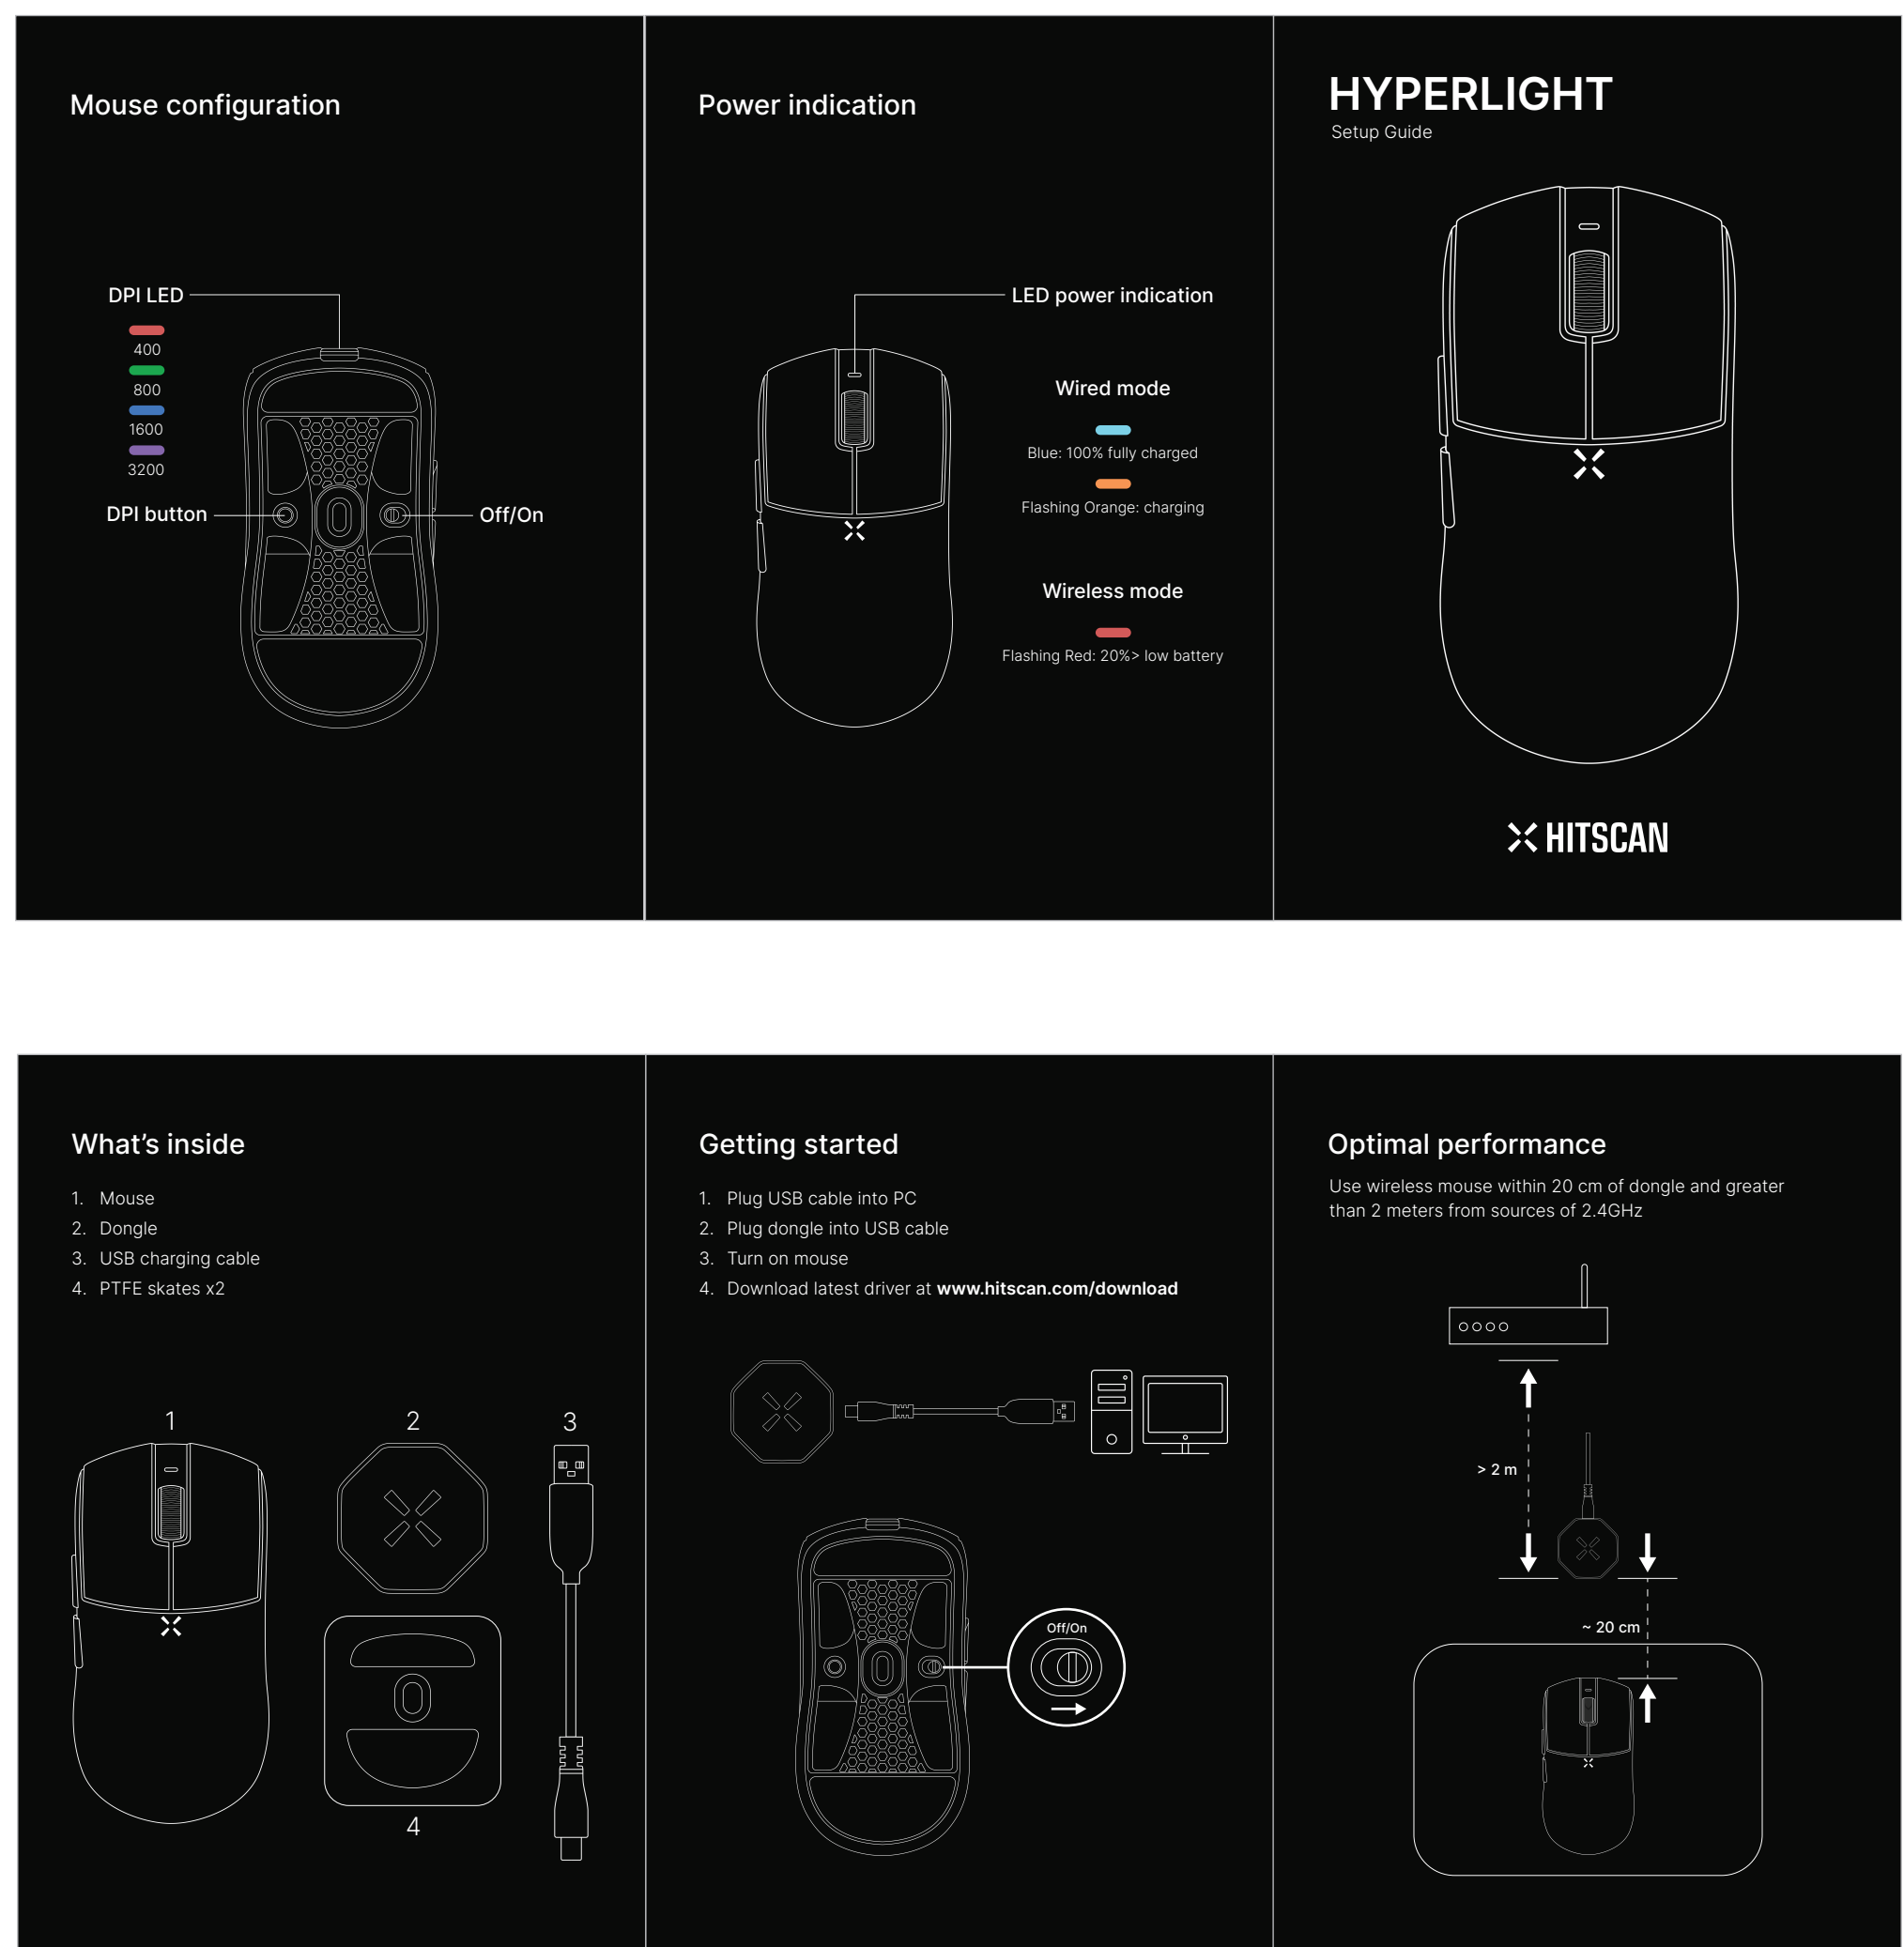 Mouse configuration
DPI LED
400
800
1600
3200
DPI button
Off/On
Power indication
LED power indication
Wired mode
Blue: 100% fully charged
Flashing Orange: charging
Wireless mode
Flashing Red: 20%> low battery
HYPERLIGHT
Setup Guide
HITSCAN
What’s inside
1. Mouse
2. Dongle
3. USB charging cable
4. PTFE skates x2
1
2
3
4
Getting started
1. Plug USB cable into PC
2. Plug dongle into USB cable
3. Turn on mouse
4. Download latest driver at www.hitscan.com/download
Off/On
Optimal performance
Use wireless mouse within 20 cm of dongle and greater
than 2 meters from sources of 2.4GHz
> 2 m
~ 20 cm